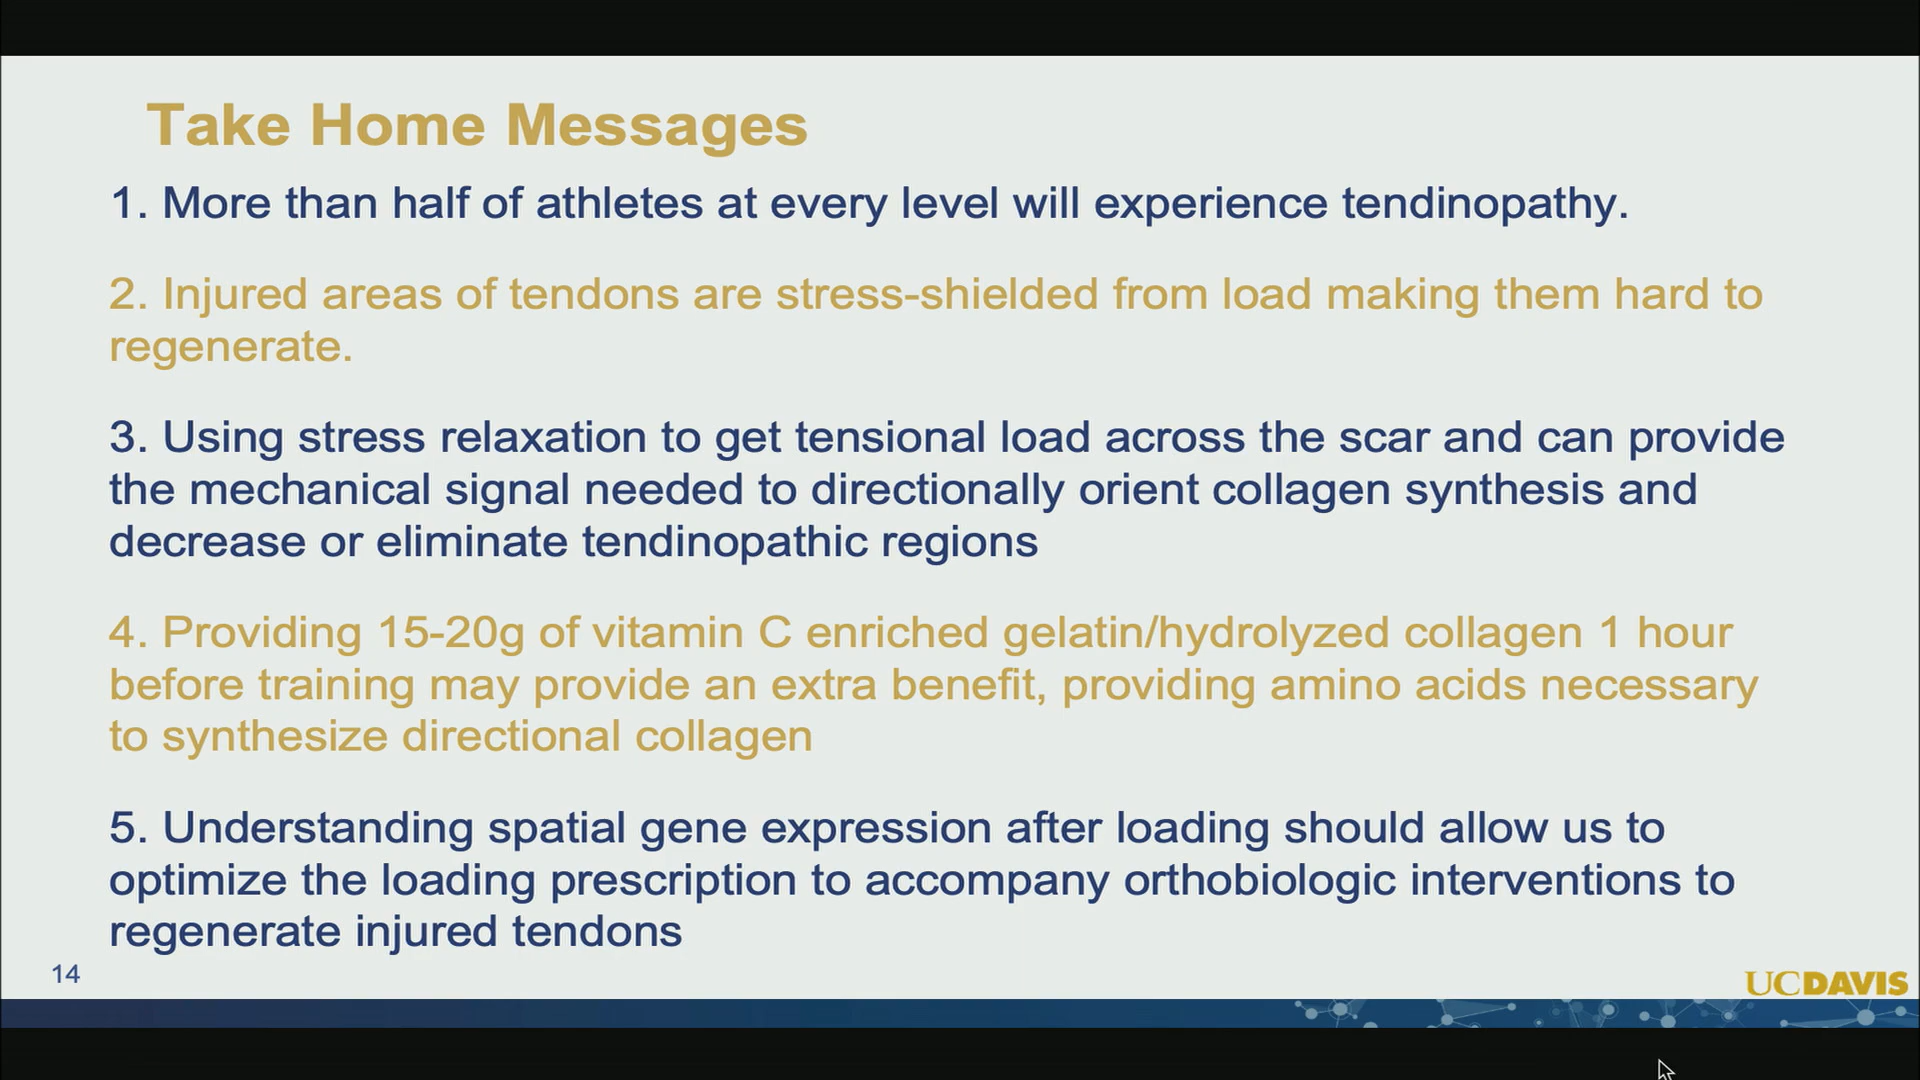 Take Home Messages
1. More than half of athletes at every level will experience tendinopathy.
2. Injured areas of tendons are stress-shielded from load making them hard to
regenerate.
3. Using stress relaxation to get tensional load across the scar and can provide
the mechanical signal needed to directionally orient collagen synthesis and
decrease or eliminate tendinopathic regions
4. Providing 15-20g of vitamin C enriched gelatin/hydrolyzed collagen 1 hour
before training may provide an extra benefit, providing amino acids necessary
to synthesize directional collagen
5. Understanding spatial gene expression after loading should allow us to
optimize the loading prescription to accompany orthobiologic interventions to
regenerate injured tendons
14
UCDAVIS